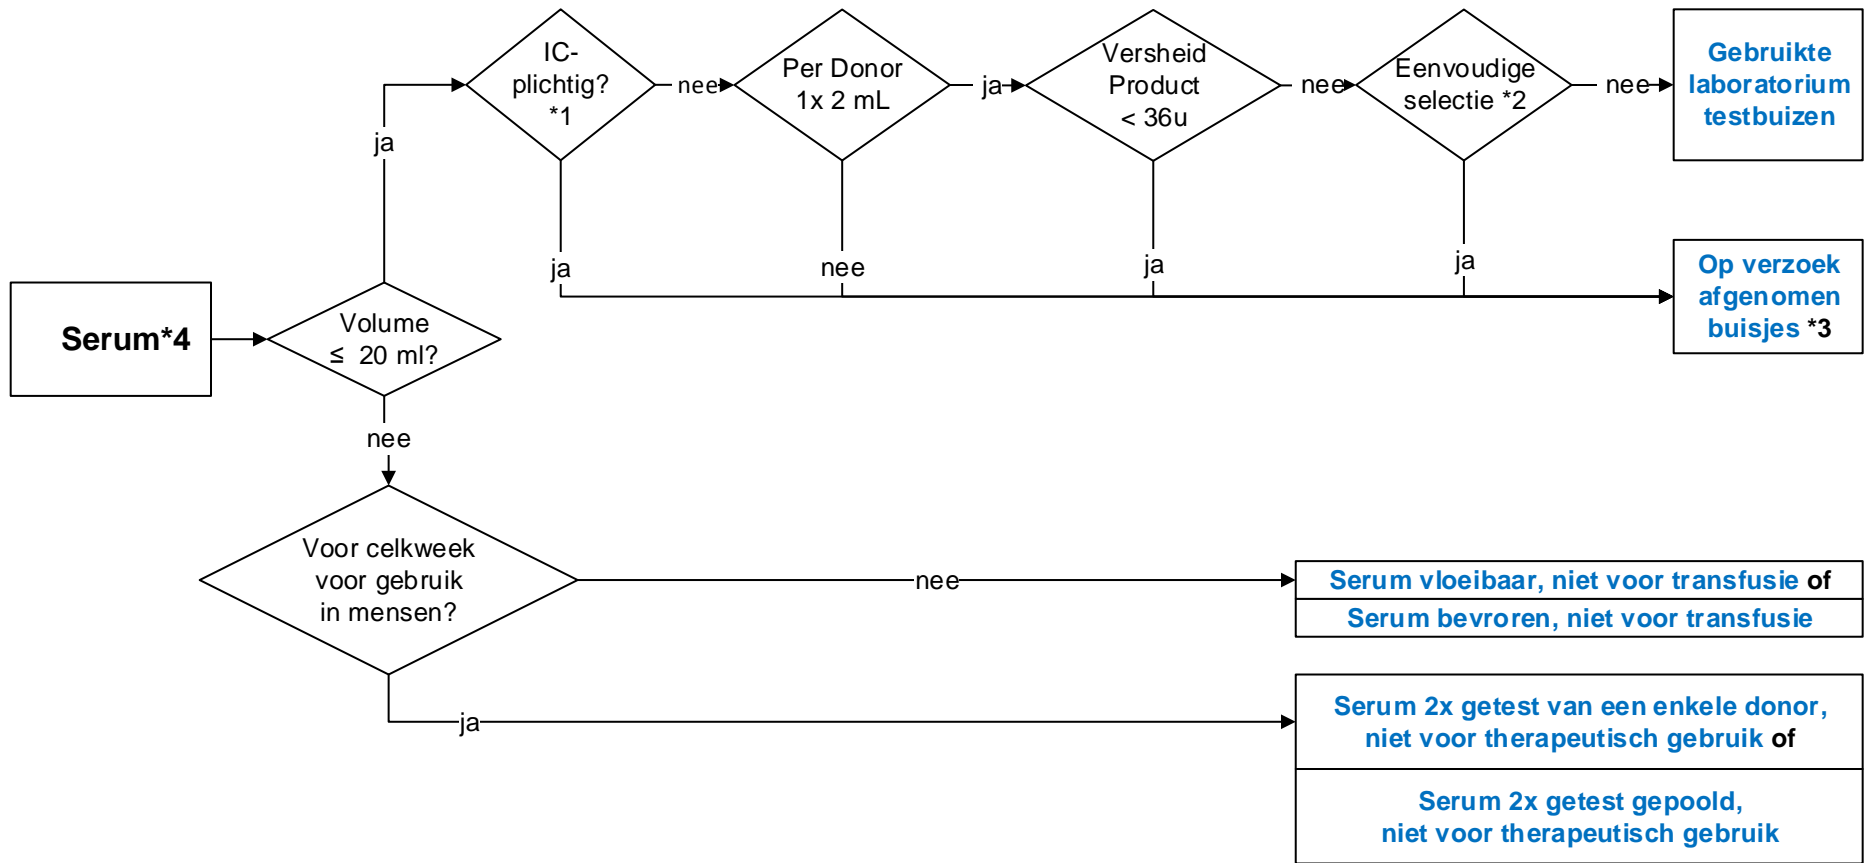 IC-
plichtig?
*1
nee
Per Donor
1x 2 mL
ja
Versheid
Product
< 36u
nee
Eenvoudige
selectie *2
nee
Gebruikte
laboratorium
testbuizen
ja
ja
nee
ja
ja
Op verzoek
afgenomen
buisjes *3
Serum*4
Volume
≤ 20 ml?
nee
Voor celkweek
voor gebruik
in mensen?
nee
Serum vloeibaar, niet voor transfusie of
Serum bevroren, niet voor transfusie
ja
Serum 2x getest van een enkele donor,
niet voor therapeutisch gebruik of
Serum 2x getest gepoold,
niet voor therapeutisch gebruik